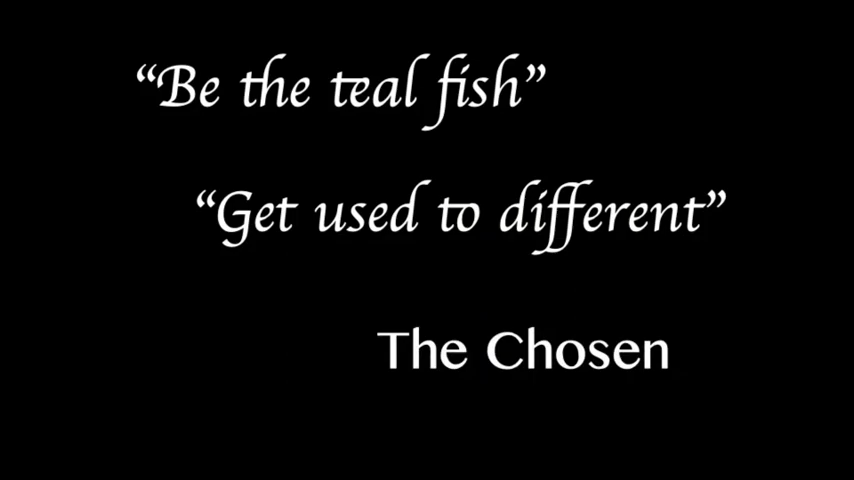 “Be the teal fish”
“Get used to different”
The Chosen